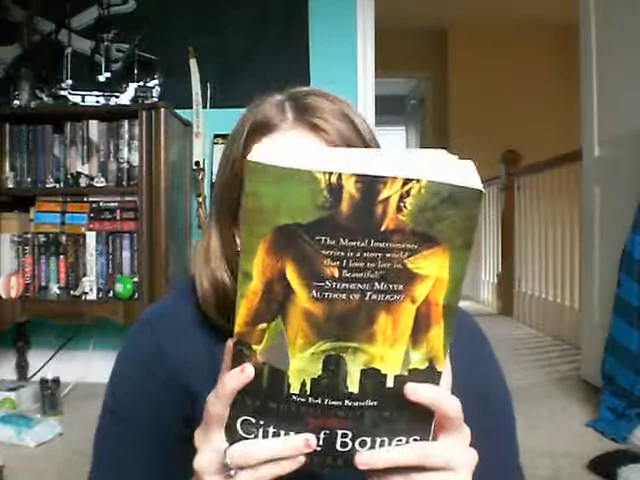 "The Mortal Instruments
series is a story world
that I love to live in.
Beautiful!"
—Stephenie Meyer
Author of Twilight
New York Times Bestseller
City of Bones